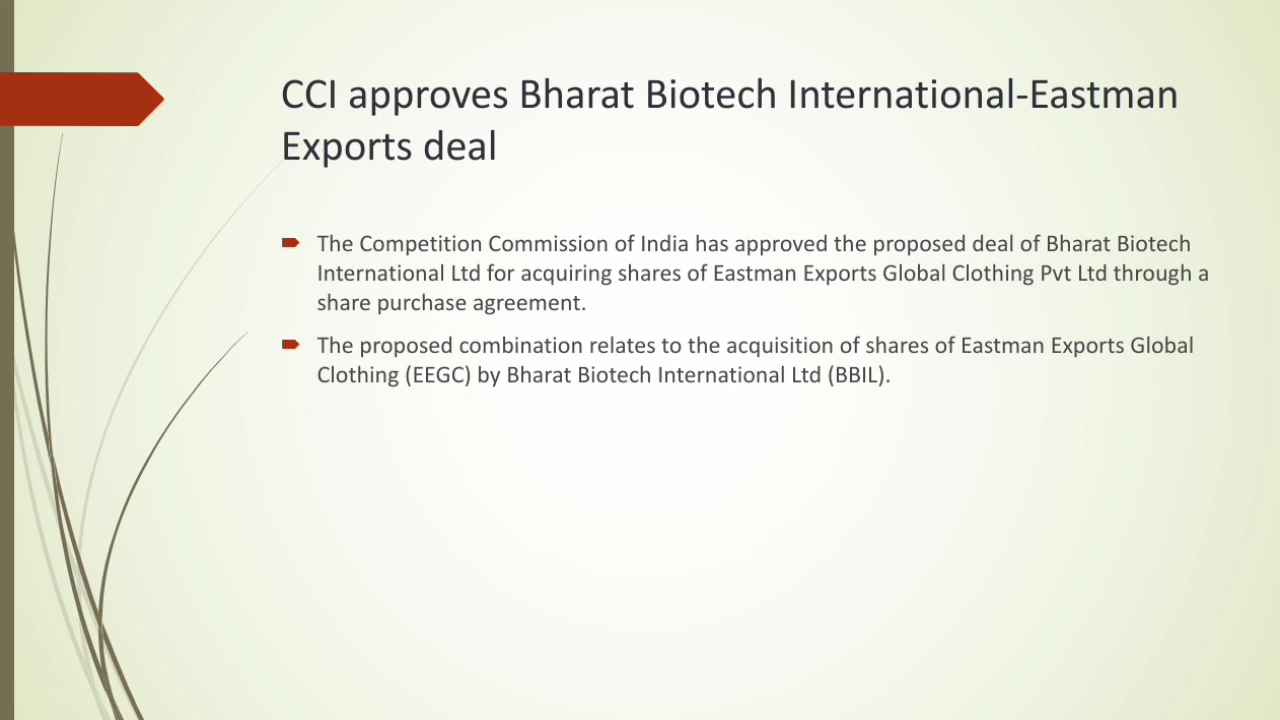 CCI approves Bharat Biotech International-Eastman
Exports deal
The Competition Commission of India has approved the proposed deal of Bharat Biotech
International Ltd for acquiring shares of Eastman Exports Global Clothing Pvt Ltd through a
share purchase agreement.
The proposed combination relates to the acquisition of shares of Eastman Exports Global
Clothing (EEGC) by Bharat Biotech International Ltd (BBIL).